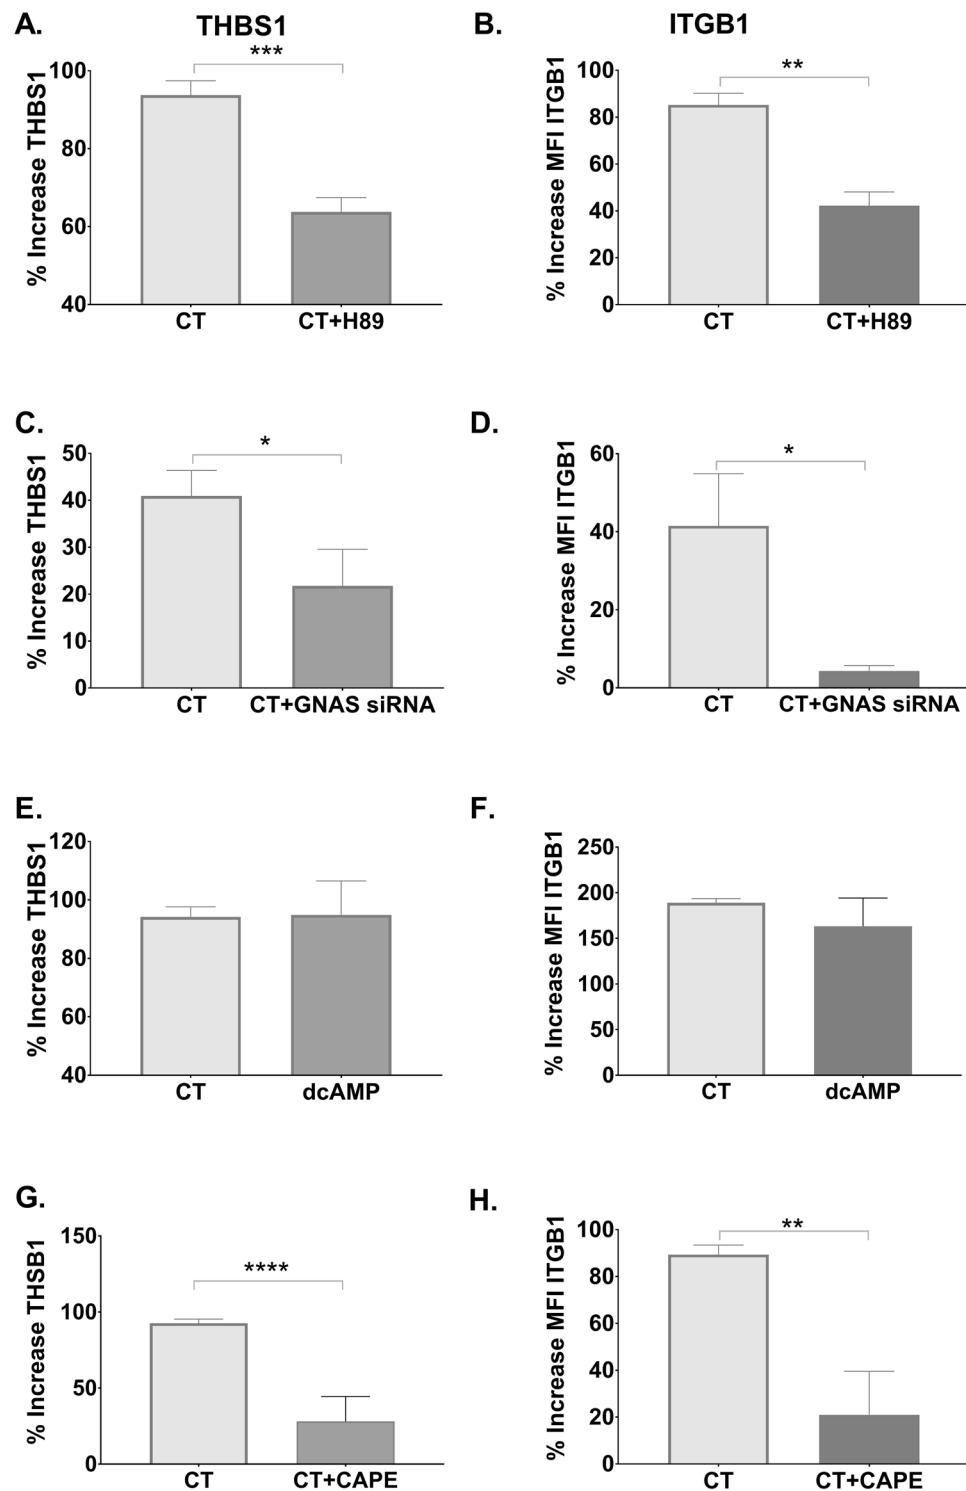 A.
THBS1
***
% Increase THBS1
100
80
60
40
CT
CT+H89
B.
ITGB1
**
% Increase MFI ITGB1
100
80
60
40
20
0
CT
CT+H89
C.
*
% Increase THBS1
50
40
30
20
10
0
CT
CT+GNAS siRNA
D.
*
% Increase MFI ITGB1
60
40
20
0
CT
CT+GNAS siRNA
E.
% Increase THBS1
120
100
80
60
40
CT
dcAMP
F.
% Increase MFI ITGB1
250
200
150
100
50
0
CT
dcAMP
G.
****
% Increase THSB1
150
100
50
0
CT
CT+CAPE
H.
**
% Increase MFI ITGB1
100
80
60
40
20
0
CT
CT+CAPE